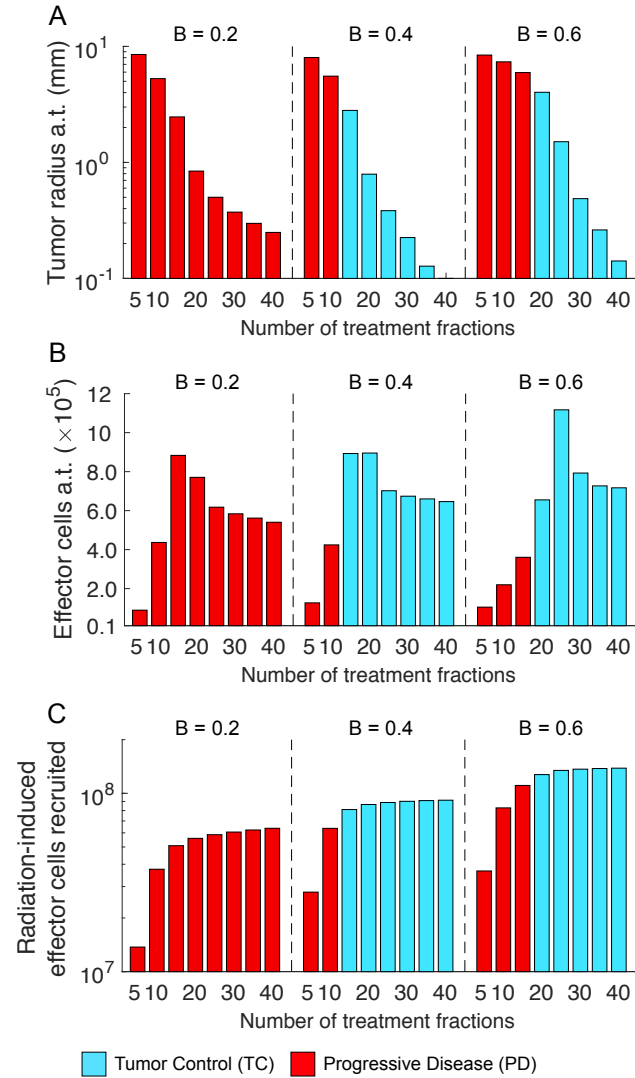 A
B = 0.2 B = 0.4 B = 0.6
Tumor radius a.t. (mm)
10^1
10^0
10^-1
5 10 20 30 40 5 10 20 30 40 5 10 20 30 40
Number of treatment fractions
B
B = 0.2 B = 0.4 B = 0.6
Effector cells a.t. (×10^5)
12
10
8.0
6.0
4.0
2.0
0.1
5 10 20 30 40 5 10 20 30 40 5 10 20 30 40
Number of treatment fractions
C
B = 0.2 B = 0.4 B = 0.6
Radiation-induced
effector cells recruited
10^8
10^7
5 10 20 30 40 5 10 20 30 40 5 10 20 30 40
Number of treatment fractions
Tumor Control (TC) Progressive Disease (PD)